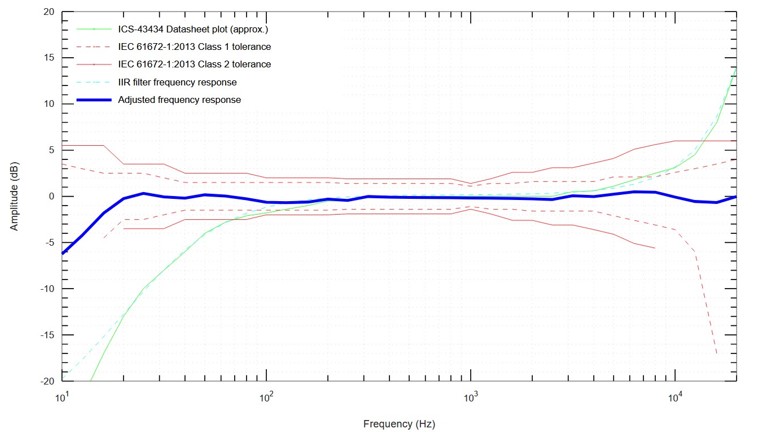 20
15
10
5
0
-5
-10
-15
-20
Amplitude (dB)
ICS-43434 Datasheet plot (approx.)
IEC 61672-1:2013 Class 1 tolerance
IEC 61672-1:2013 Class 2 tolerance
IIR filter frequency response
Adjusted frequency response
10¹ 10² 10³ 10⁴
Frequency (Hz)